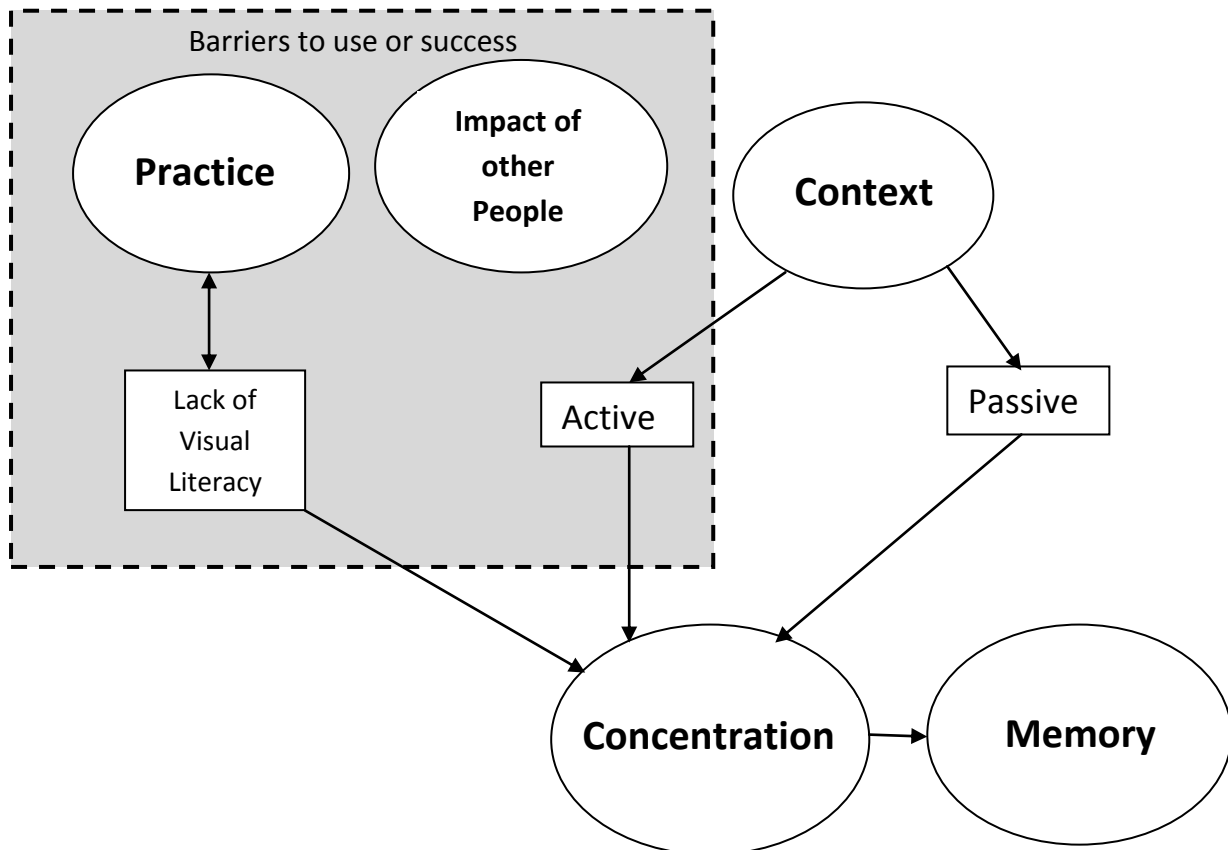 Barriers to use or success
Practice
Impact of
other
People
Context
Lack of
Visual
Literacy
Active
Passive
Concentration
Memory